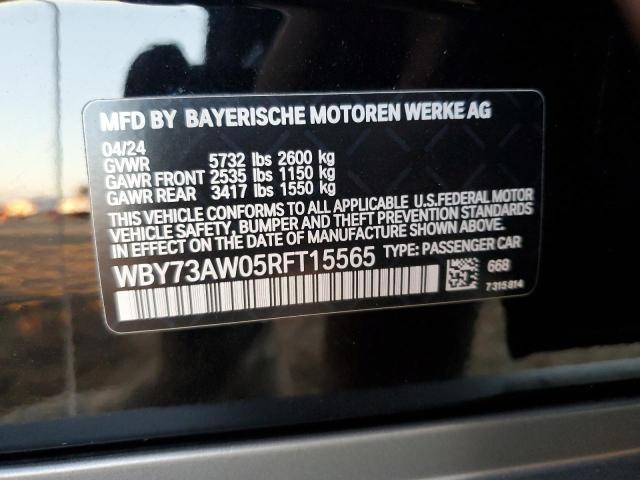 MFD BY BAYERISCHE MOTOREN WERKE AG
04/24
GVWR 5732 lbs 2600 kg
GAWR FRONT 2535 lbs 1150 kg
GAWR REAR 3417 lbs 1550 kg
THIS VEHICLE CONFORMS TO ALL APPLICABLE U.S.FEDERAL MOTOR
VEHICLE SAFETY, BUMPER AND THEFT PREVENTION STANDARDS
IN EFFECT ON THE DATE OF MANUFACTURE SHOWN ABOVE.
WBY73AW05RFT15565 TYPE: PASSENGER CAR
668
7315814